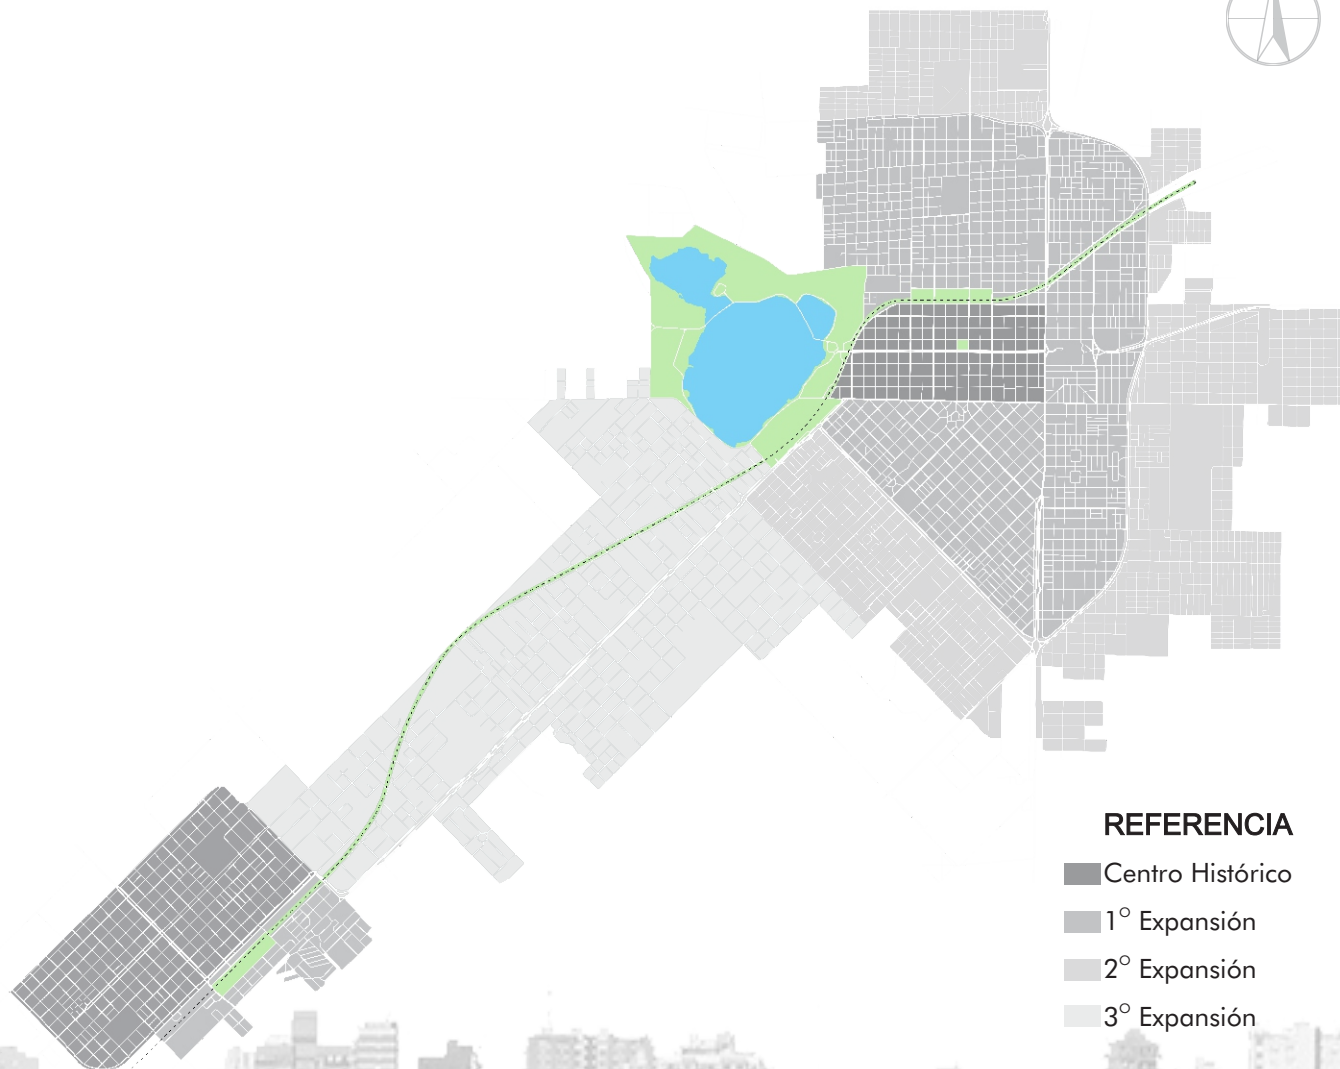 REFERENCIA
Centro Histórico
1° Expansión
2° Expansión
3° Expansión